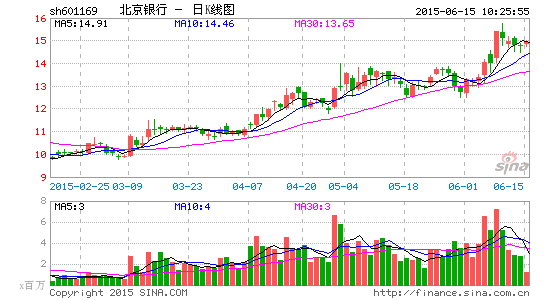 sh601169 北京银行 － 日K线图 2015-06-15 10:25:55
MA5:14.91 MA10:14.46 MA30:13.65
16
15
14
13
12
11
10
9
sina
2015-02-25 03-09 03-23 04-07 04-20 05-04 05-18 06-01 06-15
MA5:3 MA10:4 MA30:3
8
6
4
2
x百万
Copyright 2015 SINA.COM http://finance.sina.com.cn